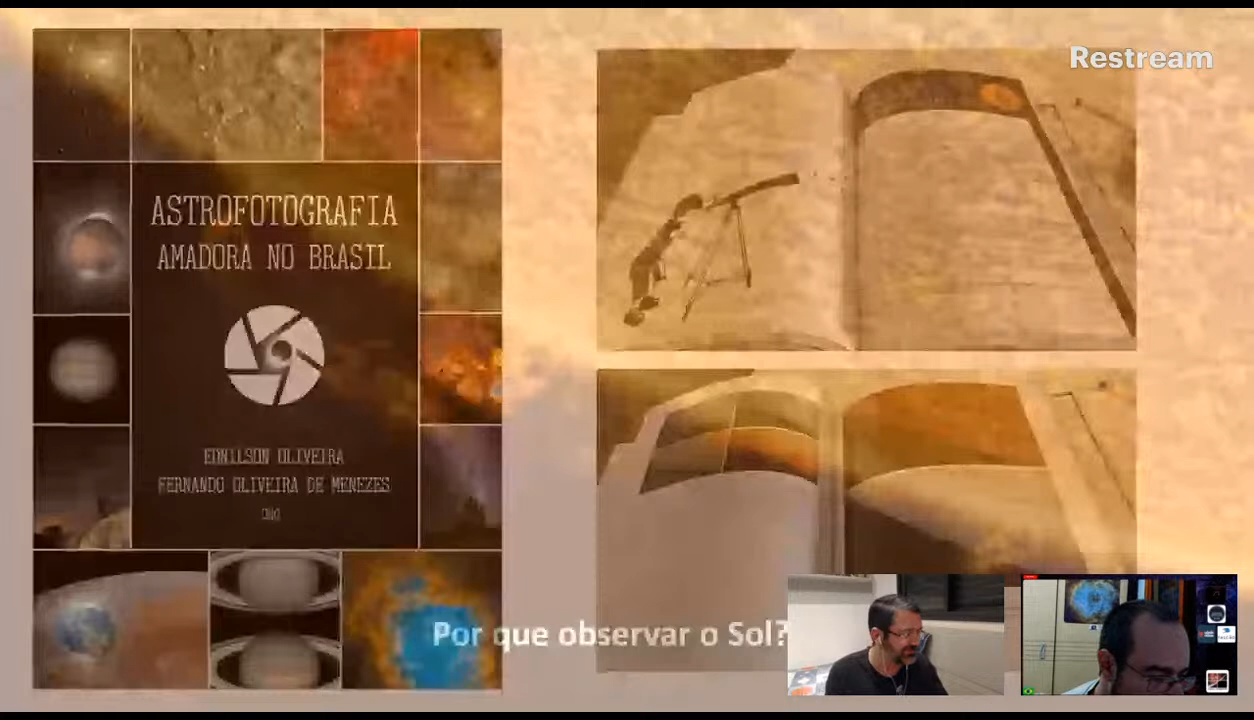 Restream
ASTROFOTOGRAFIA
AMADORA NO BRASIL
EDNILSON OLIVEIRA
FERNANDO OLIVEIRA DE MENEZES
Por que observar o Sol?